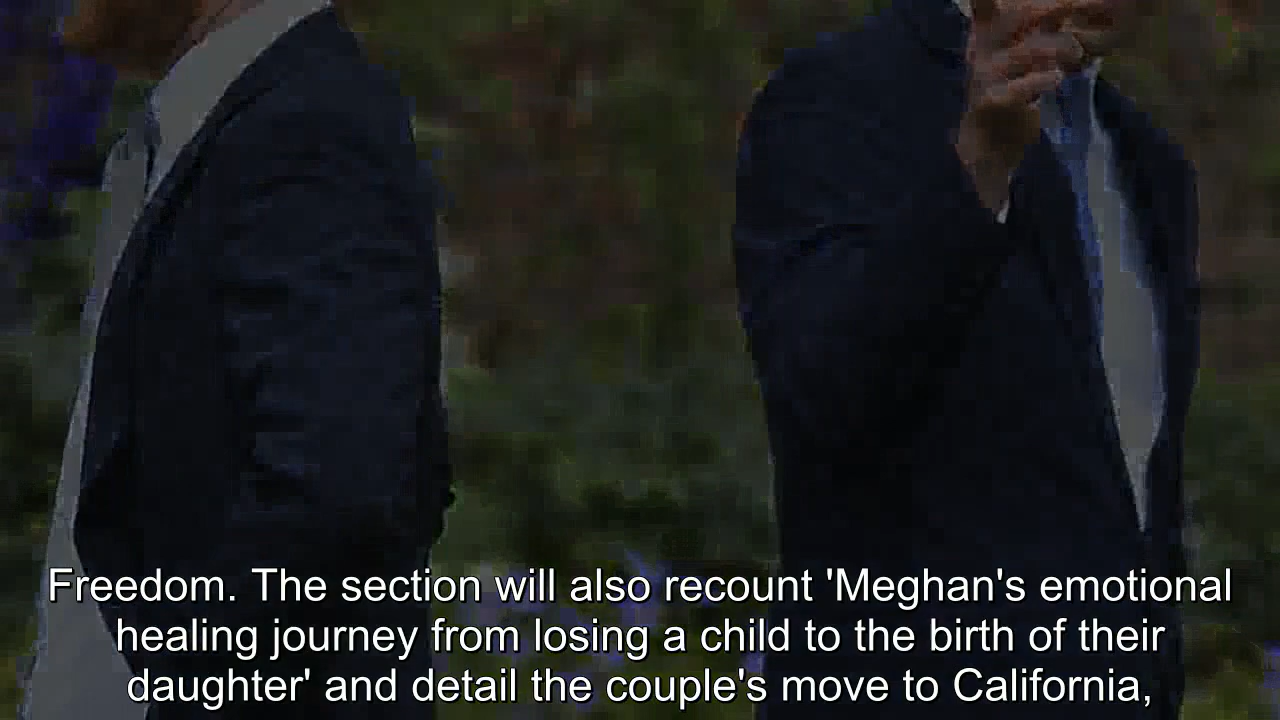 Freedom. The section will also recount 'Meghan's emotional
healing journey from losing a child to the birth of their
daughter' and detail the couple's move to California,